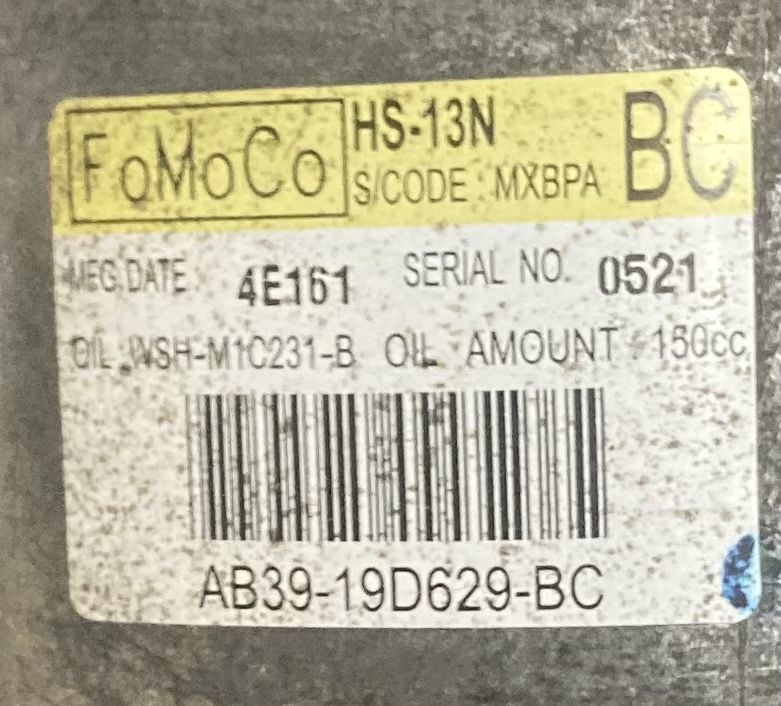 FoMoCo HS-13N BC
S/CODE : MXBPA
MFG.DATE 4E161 SERIAL NO. 0521
OIL :WSH-M1C231-B OIL AMOUNT : 150cc
AB39-19D629-BC